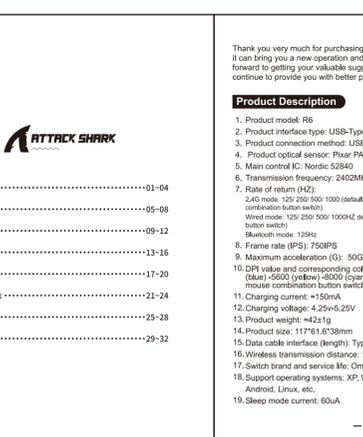 ATTACK SHARK
01~04
05~08
09~12
13~16
17~20
21~24
25~28
29~32
Thank you very much for purchasing
it can bring you a new operation and
forward to getting your valuable sugg
continue to provide you with better p
Product Description
1. Product model: R6
2. Product interface type: USB-Type
3. Product connection method: USB
4. Product optical sensor: Pixar PA
5. Main control IC: Nordic 52840
6. Transmission frequency: 2402MH
7. Rate of return (HZ):
2.4G mode: 125/ 250/ 500/ 1000 (default
combination button switch)
Wired mode: 125/ 250/ 500/ 1000HZ de
button switch)
Bluetooth mode: 125Hz
8. Frame rate (IPS): 750IPS
9. Maximum acceleration (G): 50G
10. DPI value and corresponding col
(blue) -5600 (yellow) -8000 (cyan
mouse combination button switch
11. Charging current: ≈150mA
12. Charging voltage: 4.25v~5.25V
13. Product weight: ≈42±1g
14. Product size: 117*61.6*38mm
15. Data cable interface (length): Typ
16. Wireless transmission distance:
17. Switch brand and service life: Om
18. Support operating systems: XP,
Android, Linux, etc,
19. Sleep mode current: 60uA